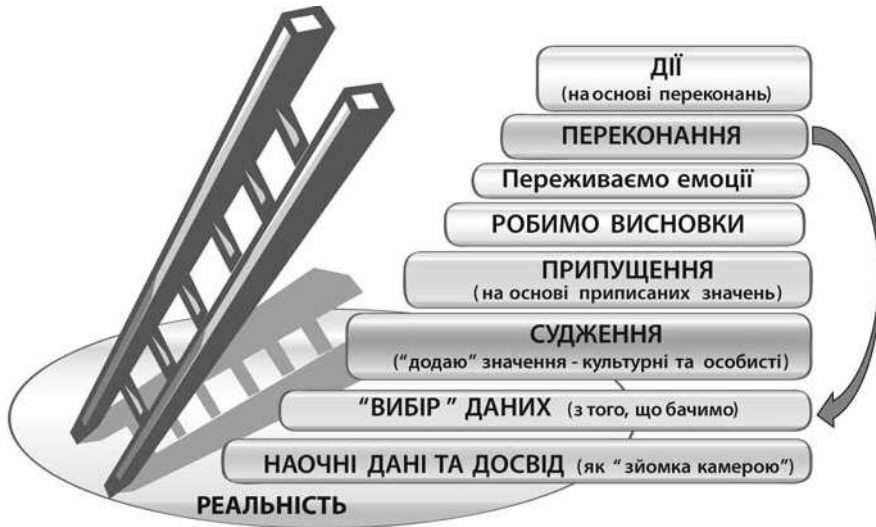 ДІЇ
(на основі переконань)
ПЕРЕКОНАННЯ
Переживаємо емоції
РОБИМО ВИСНОВКИ
ПРИПУЩЕННЯ
(на основі приписаних значень)
СУДЖЕННЯ
(“додаю” значення - культурні та особисті)
“ВИБІР” ДАНИХ (з того, що бачимо)
НАОЧНІ ДАНІ ТА ДОСВІД (як “зйомка камерою”)
РЕАЛЬНІСТЬ